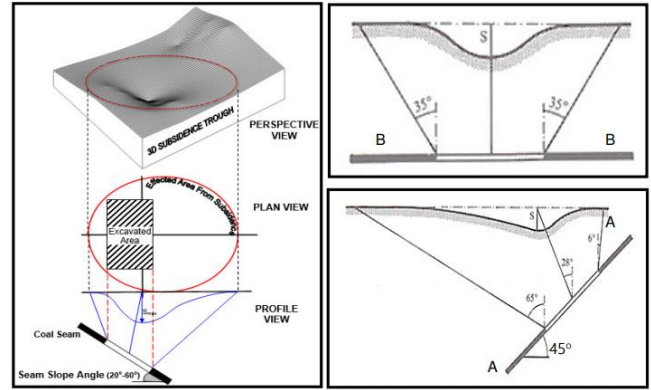 3D SUBSIDENCE TROUGH
PERSPECTIVE
VIEW
Effected Area From Subsidence
PLAN VIEW
Excavated
Area
Smax
PROFILE
VIEW
Coal Seam
Seam Slope Angle (20°-60°)
S
35°
35°
B
B
S
A
6°
28°
65°
45°
A